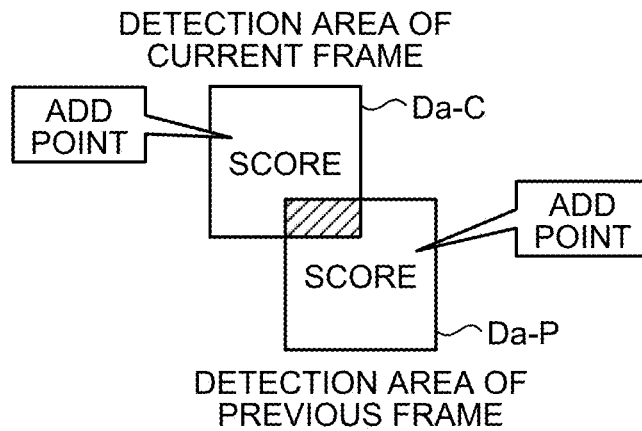 DETECTION AREA OF
CURRENT FRAME
ADD
POINT
Da-C
SCORE
ADD
POINT
SCORE
Da-P
DETECTION AREA OF
PREVIOUS FRAME